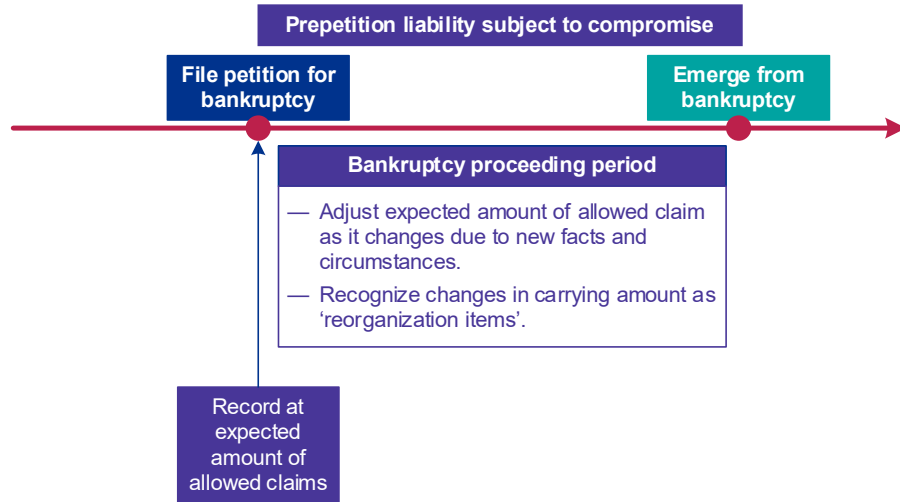 Prepetition liability subject to compromise
File petition for
bankruptcy
Emerge from
bankruptcy
Bankruptcy proceeding period
— Adjust expected amount of allowed claim
as it changes due to new facts and
circumstances.
— Recognize changes in carrying amount as
‘reorganization items’.
Record at
expected
amount of
allowed claims